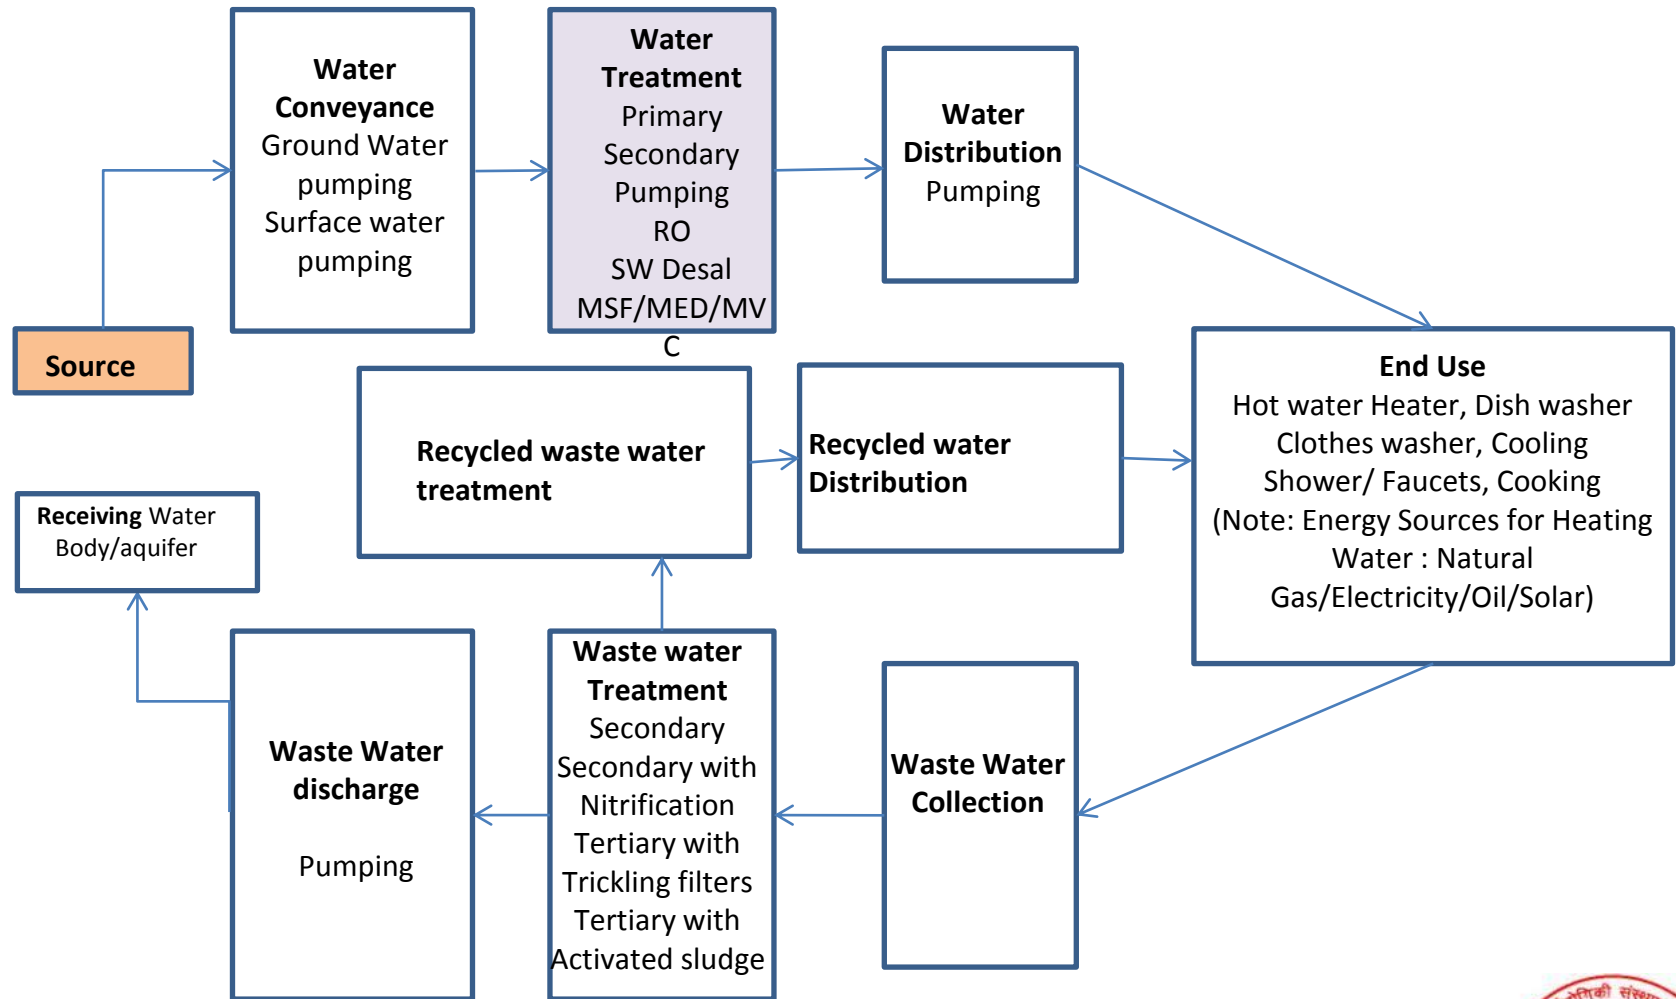 Source
Water
Conveyance
Ground Water
pumping
Surface water
pumping
Water
Treatment
Primary
Secondary
Pumping
RO
SW Desal
MSF/MED/MV
C
Water
Distribution
Pumping
End Use
Hot water Heater, Dish washer
Clothes washer, Cooling
Shower/ Faucets, Cooking
(Note: Energy Sources for Heating
Water : Natural
Gas/Electricity/Oil/Solar)
Recycled waste water
treatment
Recycled water
Distribution
Receiving Water
Body/aquifer
Waste Water
discharge
Pumping
Waste water
Treatment
Secondary
Secondary with
Nitrification
Tertiary with
Trickling filters
Tertiary with
Activated sludge
Waste Water
Collection